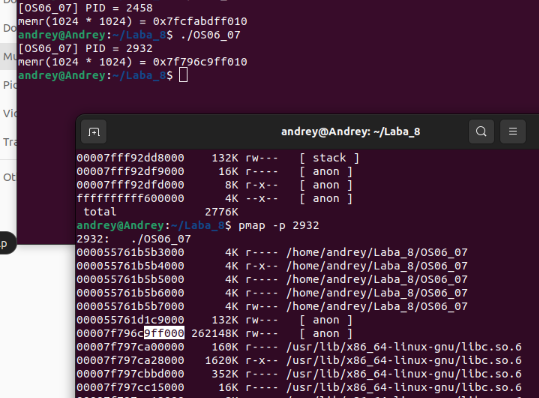 [OS06_07] PID = 2458
memr(1024 * 1024) = 0x7fcfabdff010
andrey@Andrey:~/Laba_8$ ./OS06_07
[OS06_07] PID = 2932
memr(1024 * 1024) = 0x7f796c9ff010
andrey@Andrey:~/Laba_8$
Do
Mu
Pic
Vic
Tra
Ot
andrey@Andrey: ~/Laba_8
00007fff92dd8000 132K rw--- [ stack ]
00007fff92df9000 16K r---- [ anon ]
00007fff92dfd000 8K r-x-- [ anon ]
ffffffffff600000 4K --x-- [ anon ]
total 2776K
andrey@Andrey:~/Laba_8$ pmap -p 2932
2932: ./OS06_07
000055761b5b3000 4K r---- /home/andrey/Laba_8/OS06_07
000055761b5b4000 4K r-x-- /home/andrey/Laba_8/OS06_07
000055761b5b5000 4K r---- /home/andrey/Laba_8/OS06_07
000055761b5b6000 4K r---- /home/andrey/Laba_8/OS06_07
000055761b5b7000 4K rw--- /home/andrey/Laba_8/OS06_07
000055761d1c9000 132K rw--- [ anon ]
00007f796c9ff000 262148K rw--- [ anon ]
00007f797ca00000 160K r---- /usr/lib/x86_64-linux-gnu/libc.so.6
00007f797ca28000 1620K r-x-- /usr/lib/x86_64-linux-gnu/libc.so.6
00007f797cbbd000 352K r---- /usr/lib/x86_64-linux-gnu/libc.so.6
00007f797cc15000 16K r---- /usr/lib/x86_64-linux-gnu/libc.so.6